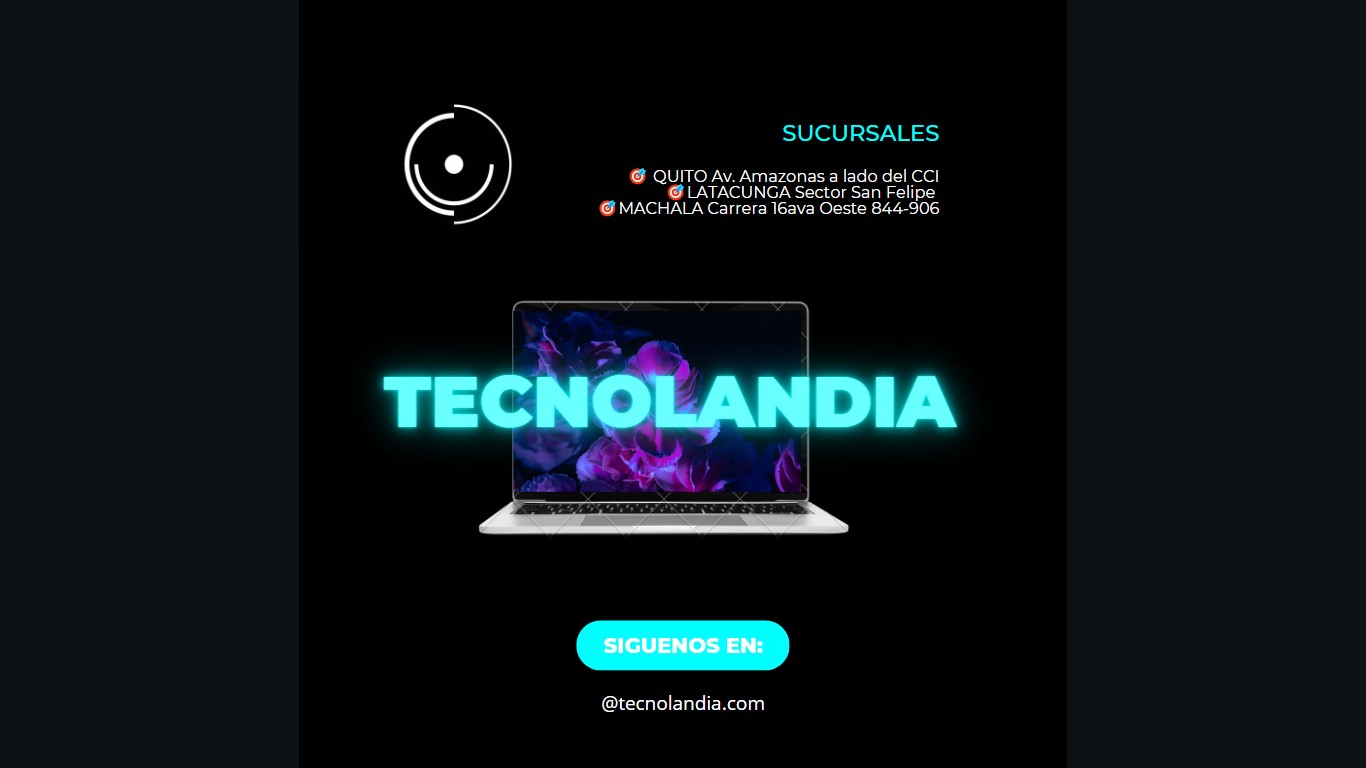 SUCURSALES
🎯 QUITO Av. Amazonas a lado del CCI
🎯 LATACUNGA Sector San Felipe
🎯 MACHALA Carrera 16ava Oeste 844-906
TECNOLANDIA
SIGUENOS EN:
@tecnolandia.com